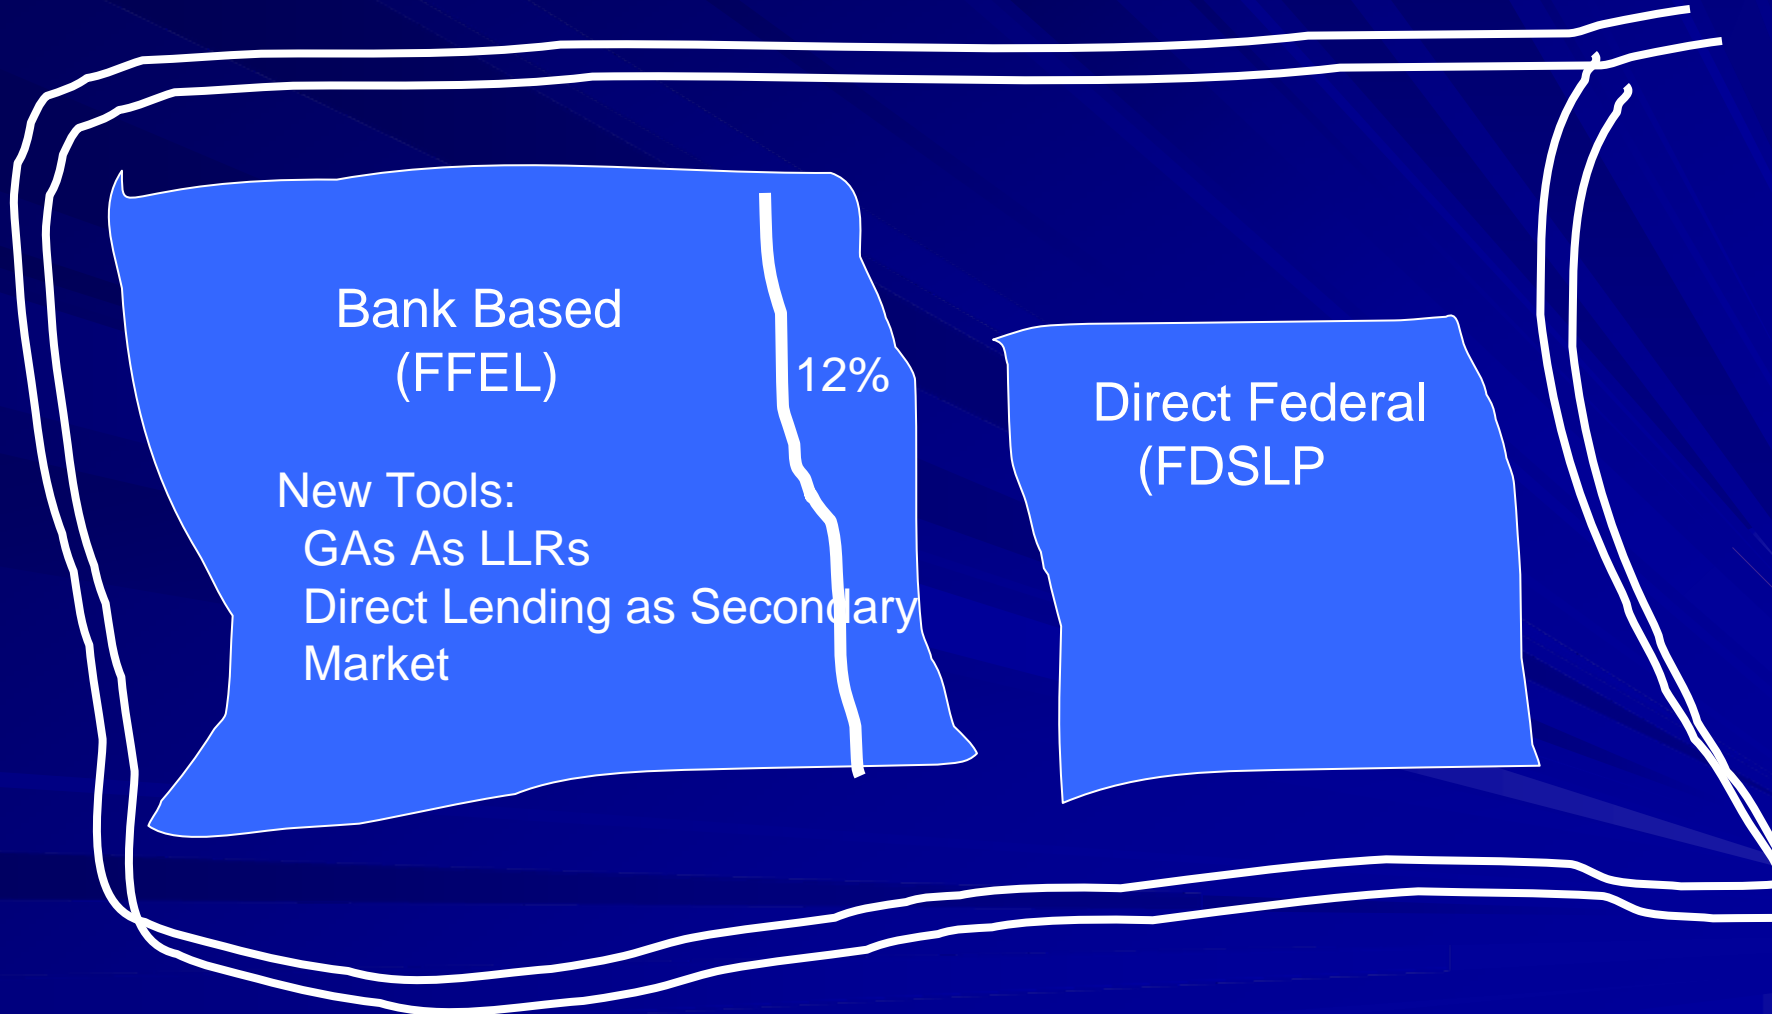 Bank Based
(FFEL)
12%
New Tools:
GAs As LLRs
Direct Lending as Secondary
Market
Direct Federal
(FDSLP